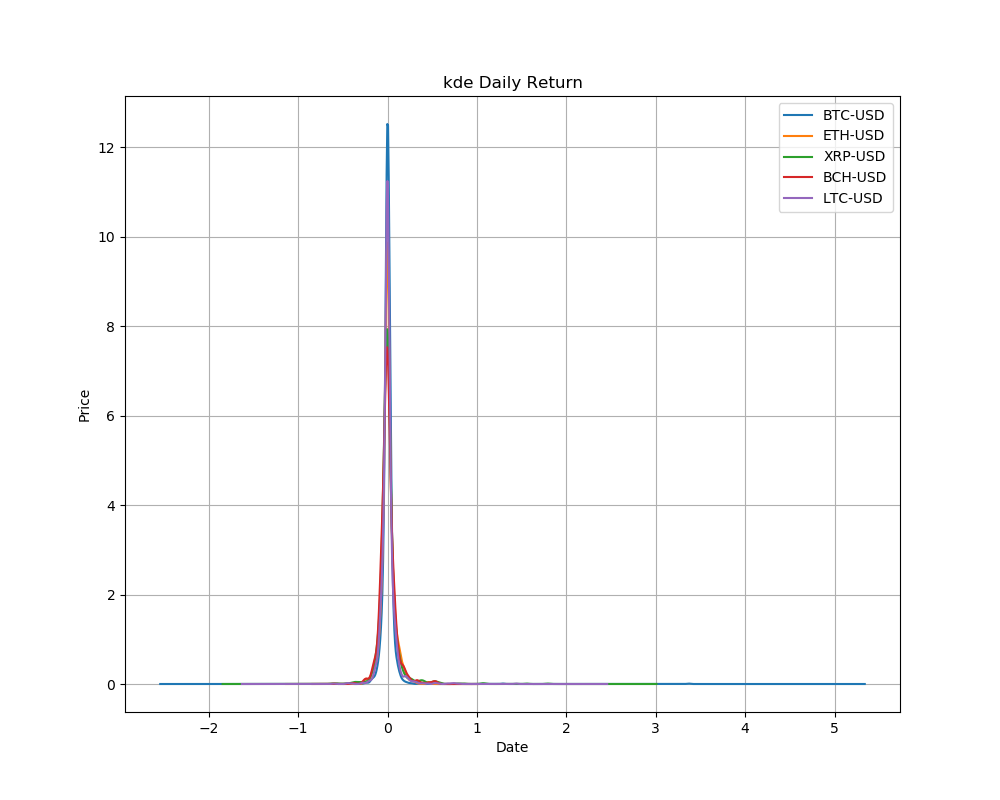 kde Daily Return
BTC-USD
ETH-USD
XRP-USD
BCH-USD
LTC-USD
12
10
8
6
4
2
0
Price
−2
−1
0
1
2
3
4
5
Date